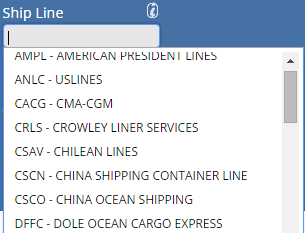 Ship Line
AMPL - AMERICAN PRESIDENT LINES
ANLC - USLINES
CACG - CMA-CGM
CRLS - CROWLEY LINER SERVICES
CSAV - CHILEAN LINES
CSCN - CHINA SHIPPING CONTAINER LINE
CSCO - CHINA OCEAN SHIPPING
DFFC - DOLE OCEAN CARGO EXPRESS